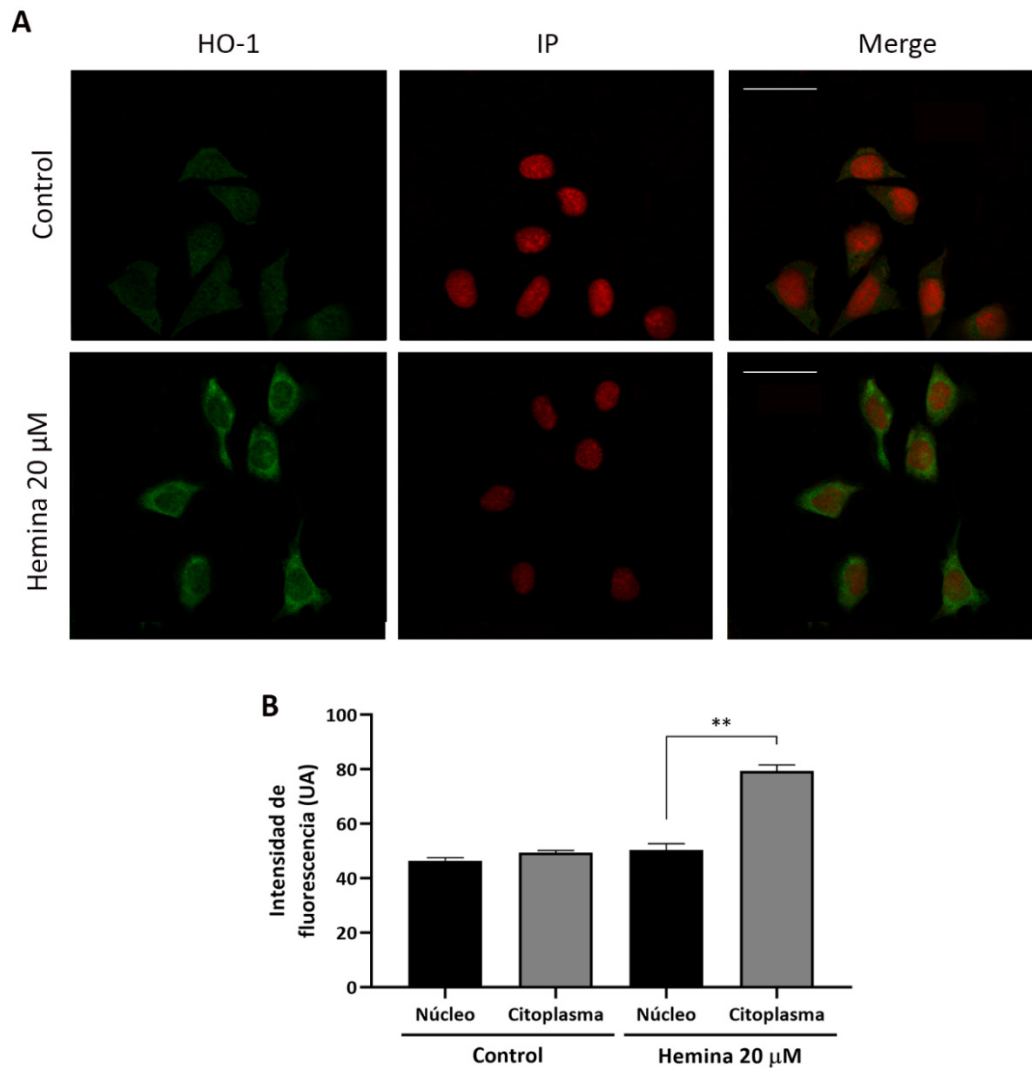 A
HO-1 IP Merge
Control
Hemina 20 μM
B
Intensidad de
fluorescencia (UA)
100
80
60
40
20
0
**
Núcleo Citoplasma Núcleo Citoplasma
Control Hemina 20 μM